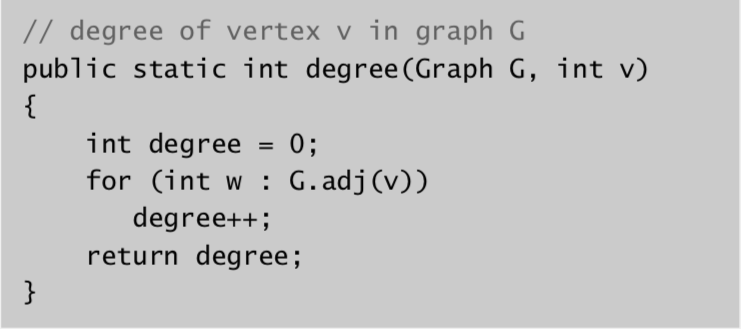 // degree of vertex v in graph G
public static int degree(Graph G, int v)
{
    int degree = 0;
    for (int w : G.adj(v))
       degree++;
    return degree;
}